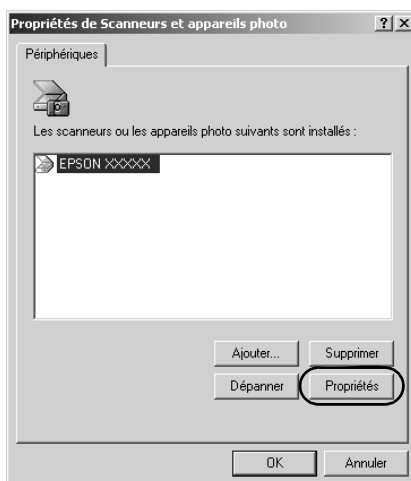 Propriétés de Scanneurs et appareils photo
Périphériques
Les scanneurs ou les appareils photo suivants sont installés :
EPSON XXXXX
Ajouter... Supprimer
Dépanner Propriétés
OK Annuler